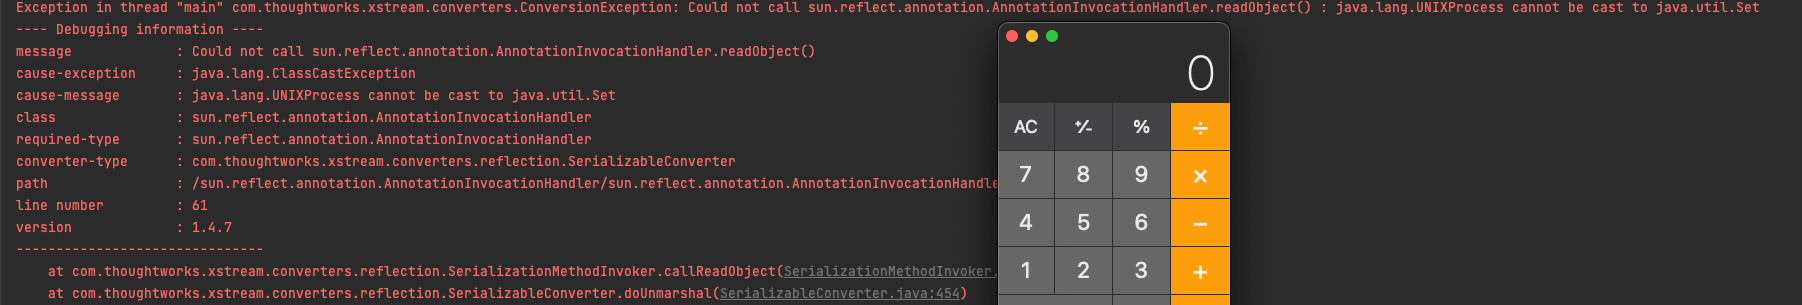 Exception in thread "main" com.thoughtworks.xstream.converters.ConversionException: Could not call sun.reflect.annotation.AnnotationInvocationHandler.readObject() : java.lang.UNIXProcess cannot be cast to java.util.Set
---- Debugging information ----
message             : Could not call sun.reflect.annotation.AnnotationInvocationHandler.readObject()
cause-exception     : java.lang.ClassCastException
cause-message       : java.lang.UNIXProcess cannot be cast to java.util.Set
class               : sun.reflect.annotation.AnnotationInvocationHandler
required-type       : sun.reflect.annotation.AnnotationInvocationHandler
converter-type      : com.thoughtworks.xstream.converters.reflection.SerializableConverter
path                : /sun.reflect.annotation.AnnotationInvocationHandler/sun.reflect.annotation.AnnotationInvocationHandle
line number         : 61
version             : 1.4.7
-------------------------------
    at com.thoughtworks.xstream.converters.reflection.SerializationMethodInvoker.callReadObject(SerializationMethodInvoker.
    at com.thoughtworks.xstream.converters.reflection.SerializableConverter.doUnmarshal(SerializableConverter.java:454)
0
AC +/- % ÷
7 8 9 ×
4 5 6 −
1 2 3 +